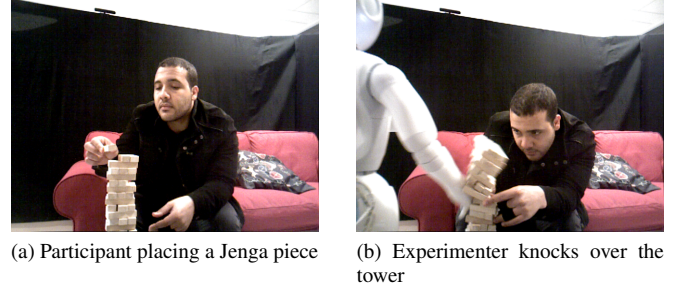 (a) Participant placing a Jenga piece
(b) Experimenter knocks over the
tower